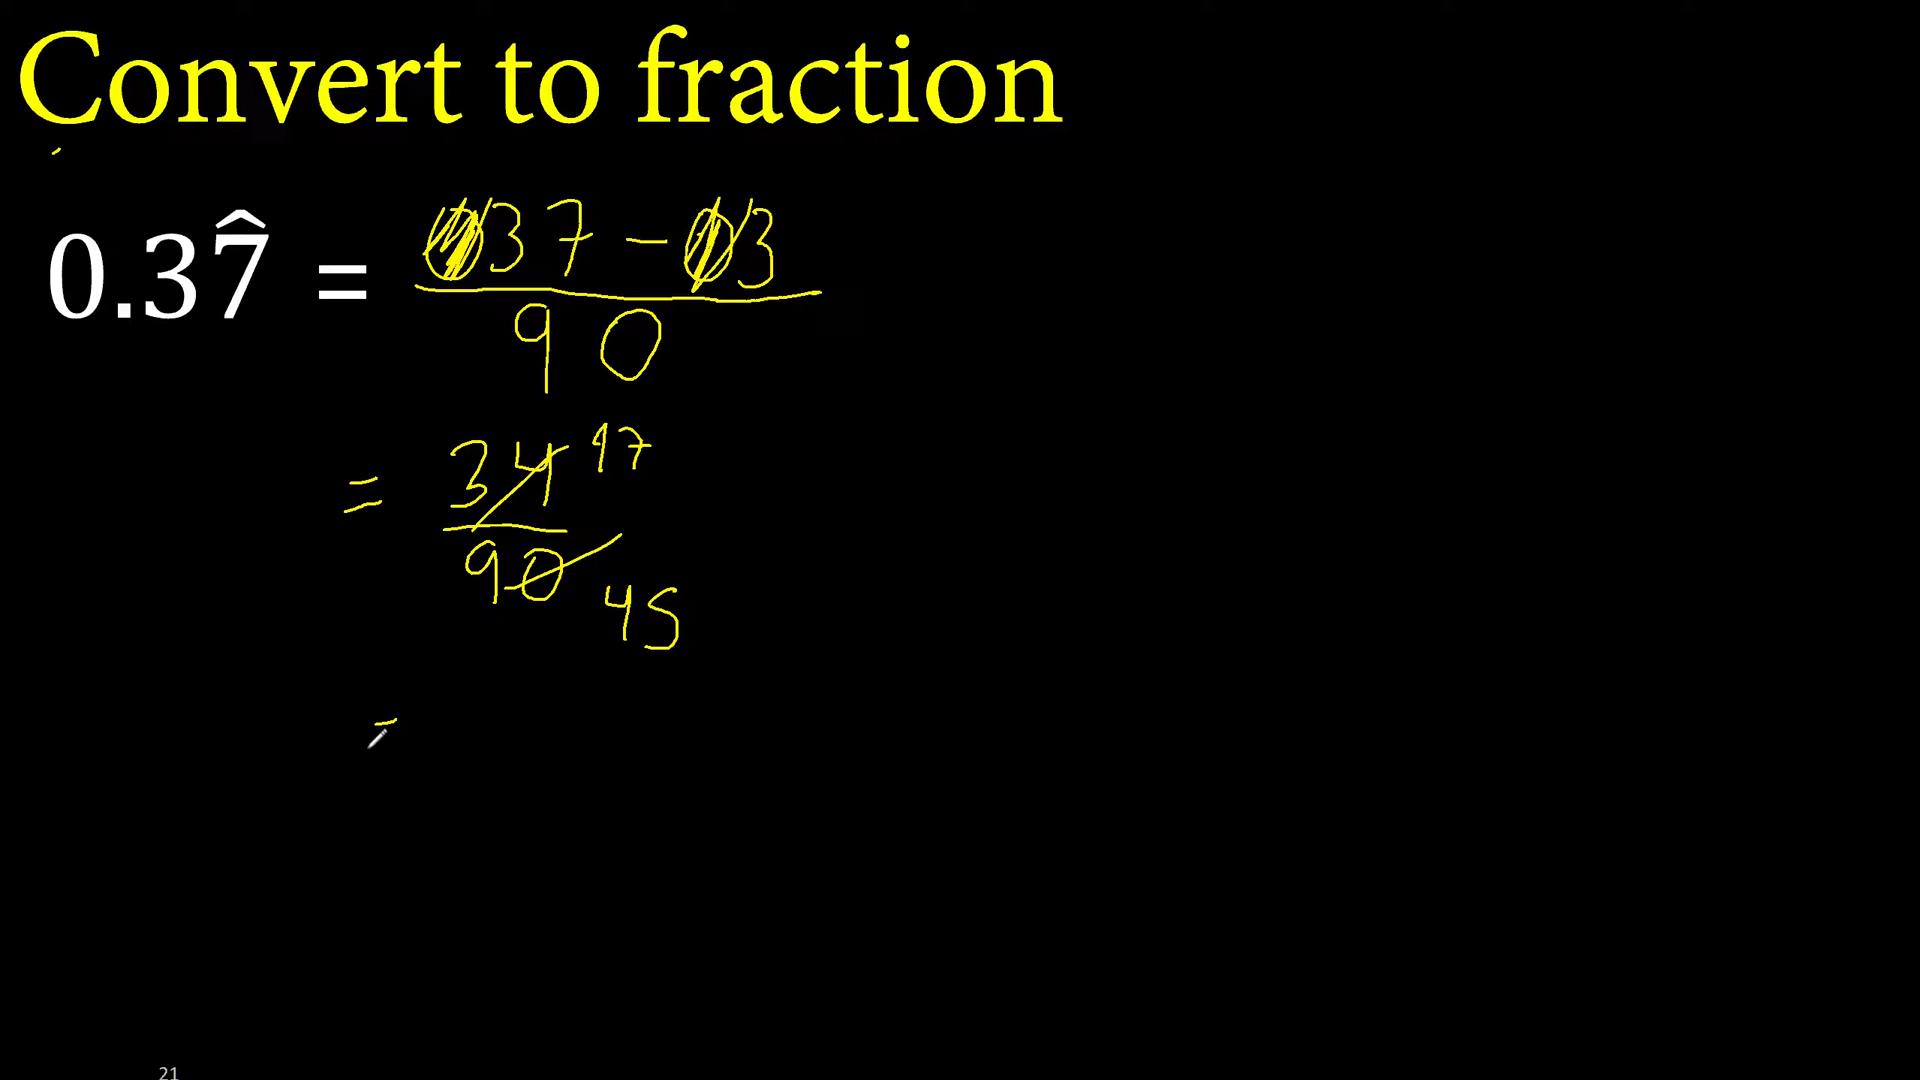 Convert to fraction
0.37̂ = 037 - 03
90
= 34 17
90 45
-
21